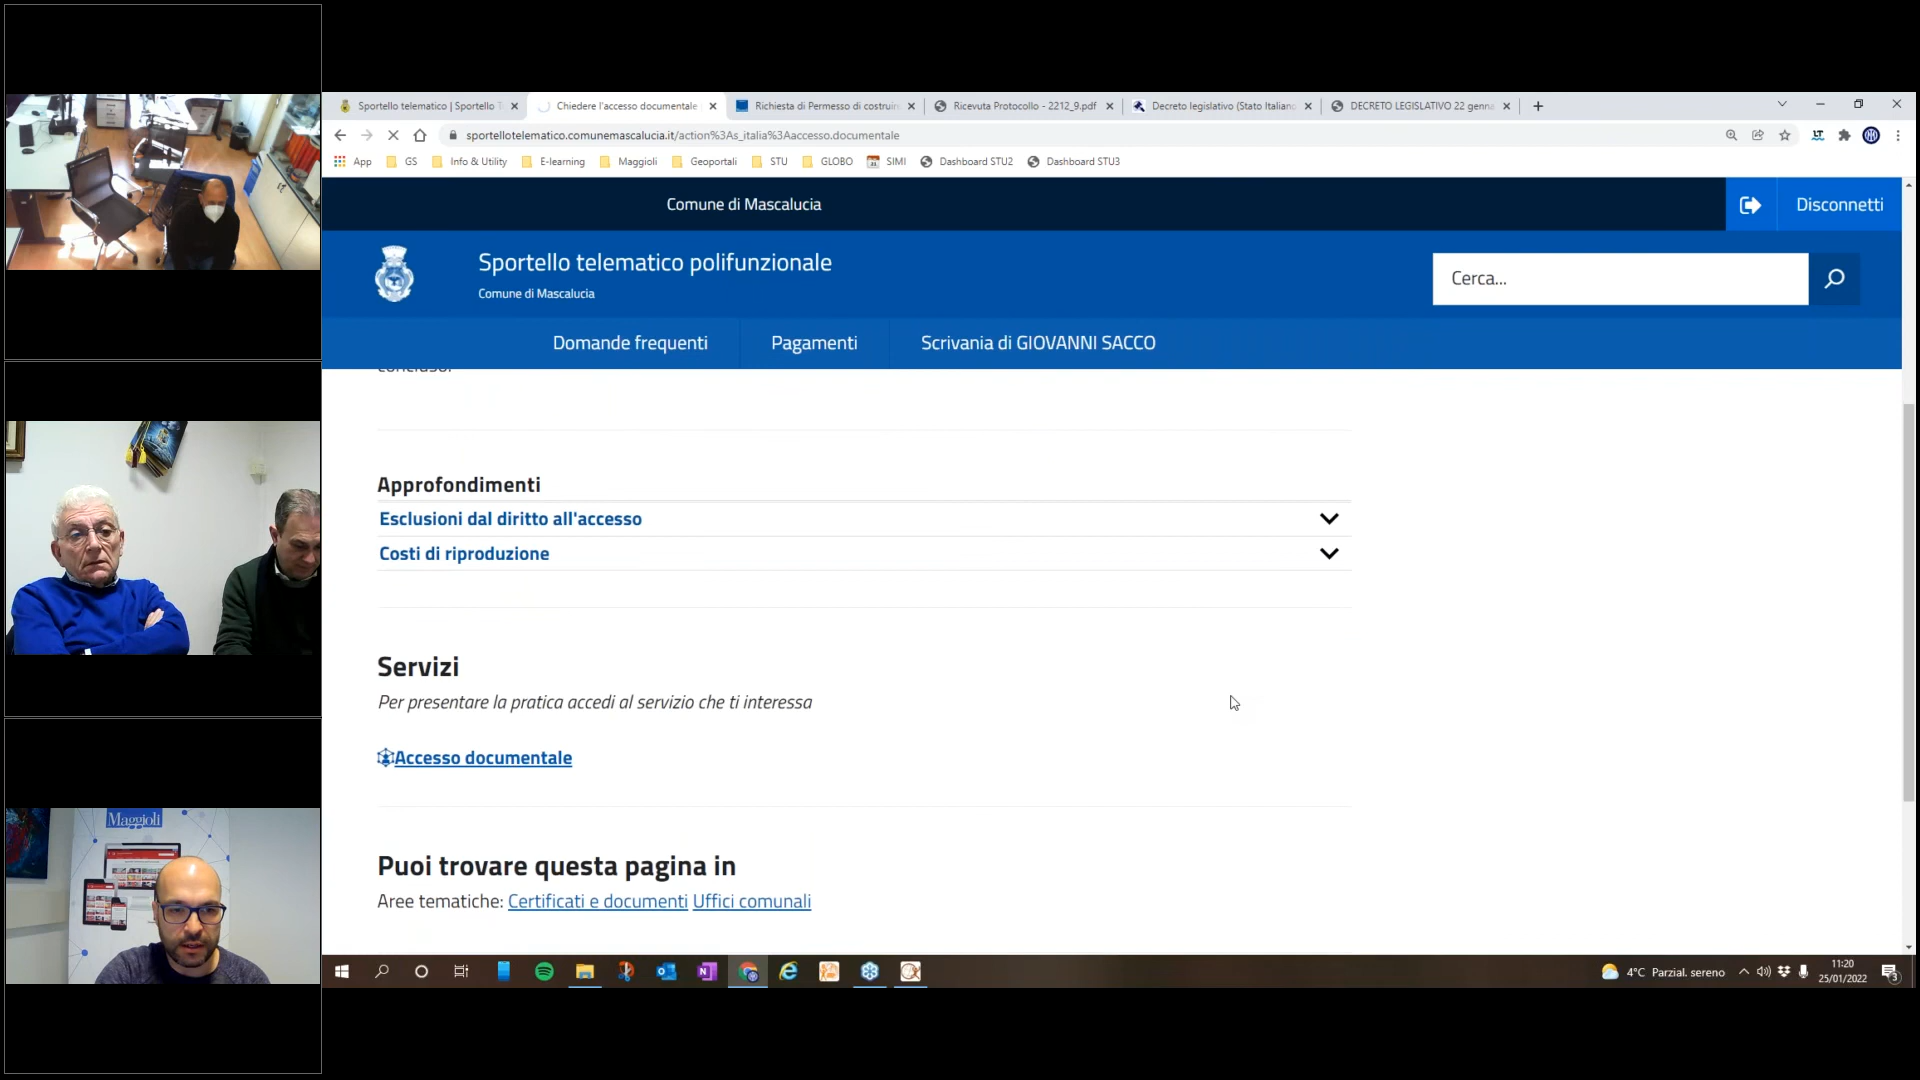 Sportello telematico | Sportello T
Chiedere l'accesso documentale
Richiesta di Permesso di costruir
Ricevuta Protocollo - 2212_9.pdf
Decreto legislativo (Stato Italiano
DECRETO LEGISLATIVO 22 genna
sportellotelematico.comunemascalucia.it/action%3As_italia%3Aaccesso.documentale
App GS Info & Utility E-learning Maggioli Geoportali STU GLOBO SIMI Dashboard STU2 Dashboard STU3
Comune di Mascalucia
Disconnetti
Sportello telematico polifunzionale
Comune di Mascalucia
Cerca...
Domande frequenti Pagamenti Scrivania di GIOVANNI SACCO
concluso.
Approfondimenti
Esclusioni dal diritto all'accesso
Costi di riproduzione
Servizi
Per presentare la pratica accedi al servizio che ti interessa
Accesso documentale
Puoi trovare questa pagina in
Aree tematiche: Certificati e documenti Uffici comunali
Maggioli
4°C Parzial. sereno
11:20
25/01/2022
3